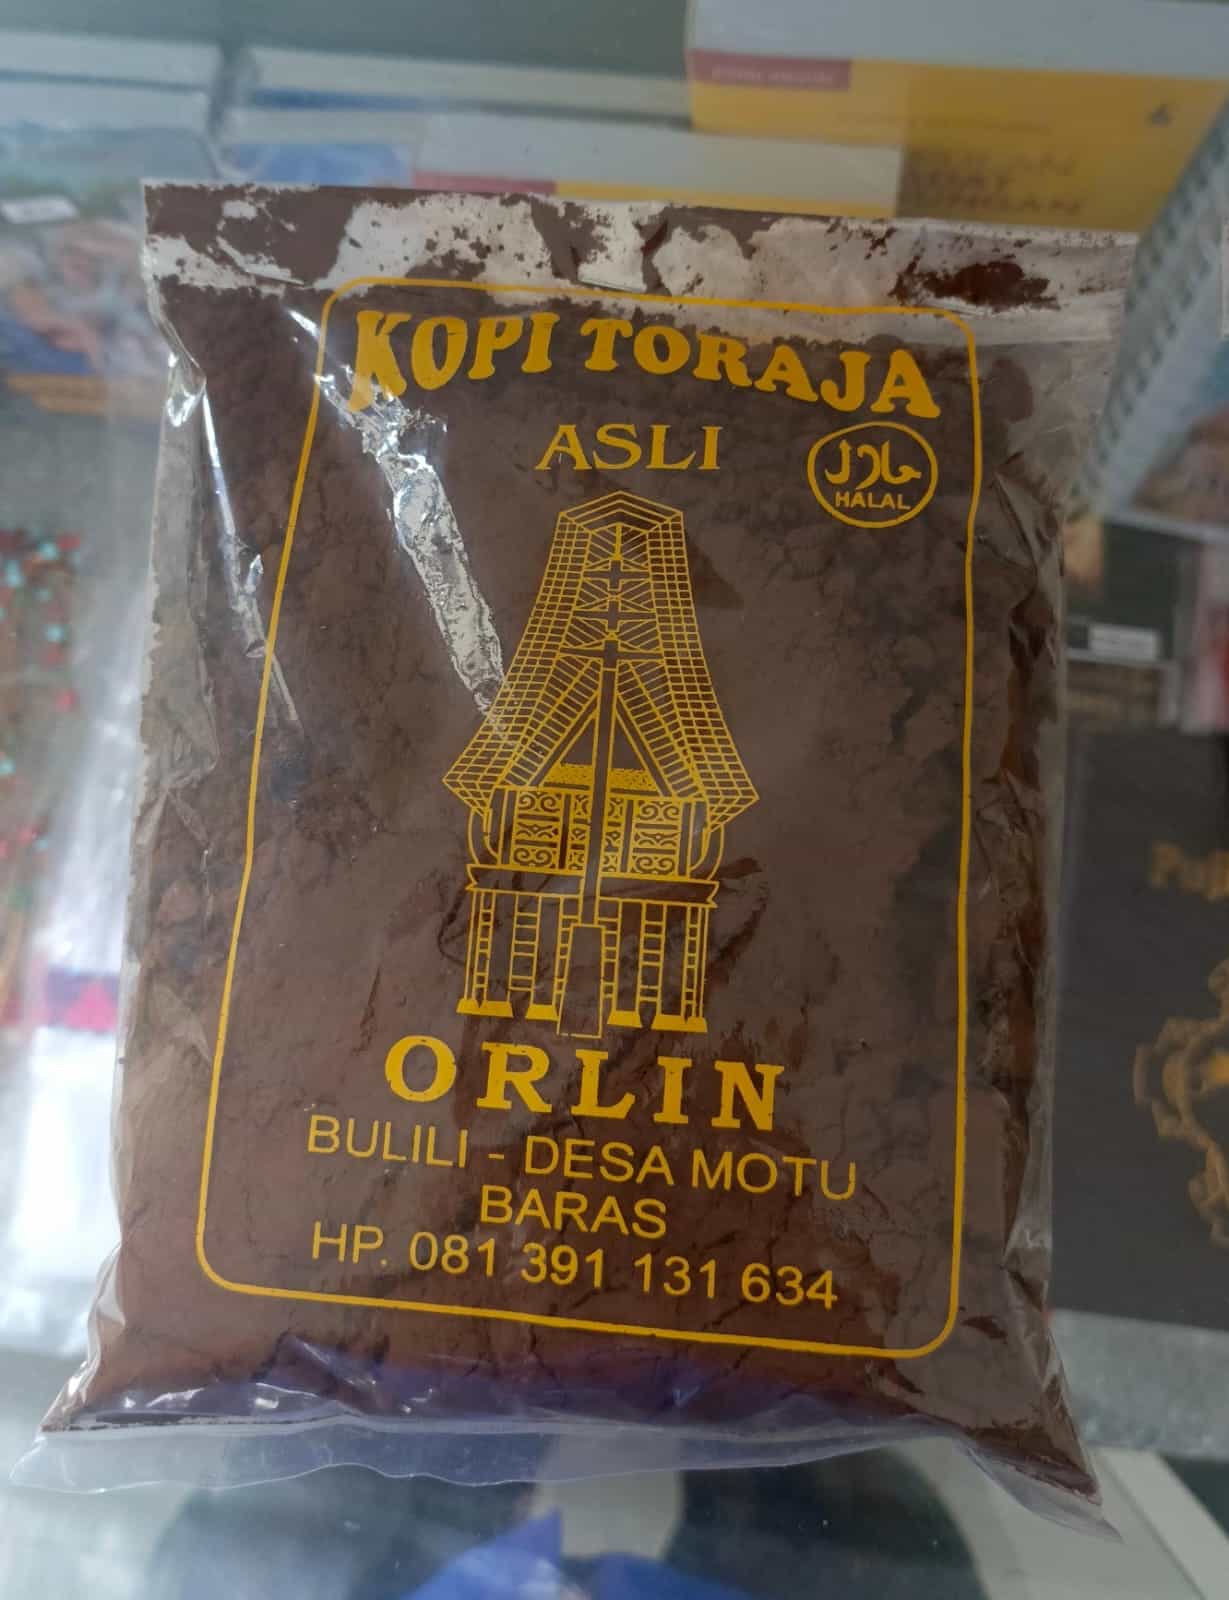 KOPI TORAJA
ASLI
حلال
HALAL
ORLIN
BULILI - DESA MOTU
BARAS
HP. 081 391 131 634